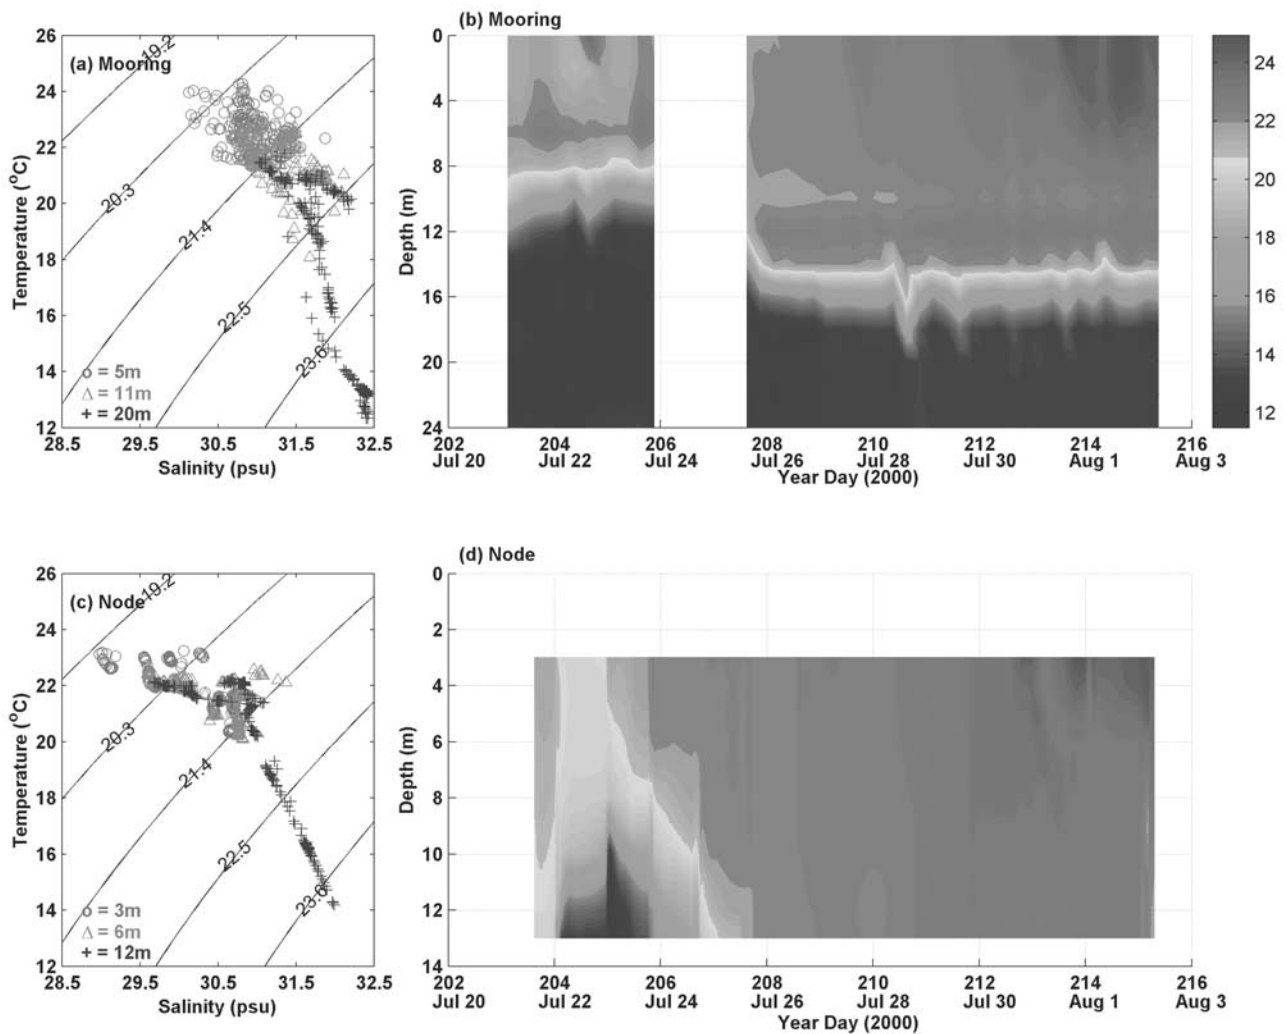 (a) Mooring
26
24
22
20
18
16
14
12
Temperature (°C)
19.2
20.3
21.4
22.5
23.6
o = 5m
Δ = 11m
+ = 20m
28.5 29.5 30.5 31.5 32.5
Salinity (psu)
(b) Mooring
0
4
8
12
16
20
24
Depth (m)
202 204 206 208 210 212 214 216
Jul 20 Jul 22 Jul 24 Jul 26 Jul 28 Jul 30 Aug 1 Aug 3
Year Day (2000)
24
22
20
18
16
14
12
(c) Node
26
24
22
20
18
16
14
12
Temperature (°C)
19.2
20.3
21.4
22.5
23.6
o = 3m
Δ = 6m
+ = 12m
28.5 29.5 30.5 31.5 32.5
Salinity (psu)
(d) Node
0
2
4
6
8
10
12
14
Depth (m)
202 204 206 208 210 212 214 216
Jul 20 Jul 22 Jul 24 Jul 26 Jul 28 Jul 30 Aug 1 Aug 3
Year Day (2000)